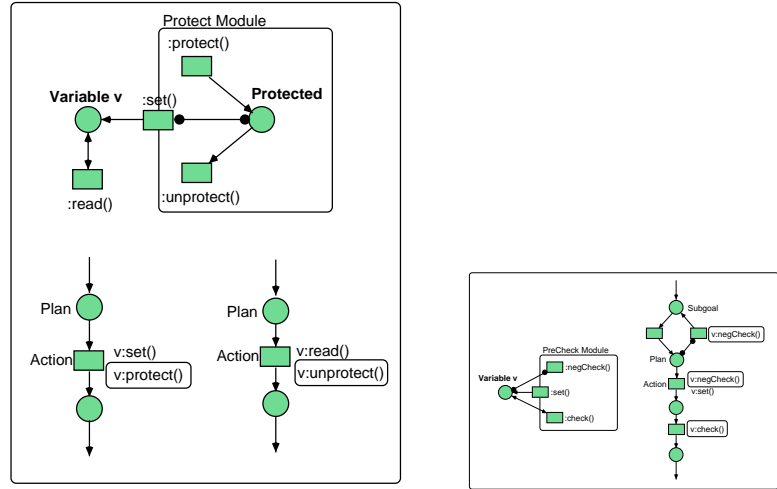 Protect Module
:protect()
Variable v
:set()
Protected
:read()
:unprotect()
Plan
Action
v:set()
v:protect()
Plan
Action
v:read()
v:unprotect()
PreCheck Module
Variable v
:negCheck()
:set()
:check()
Subgoal
v:negCheck()
Plan
Action
v:negCheck()
v:set()
v:check()